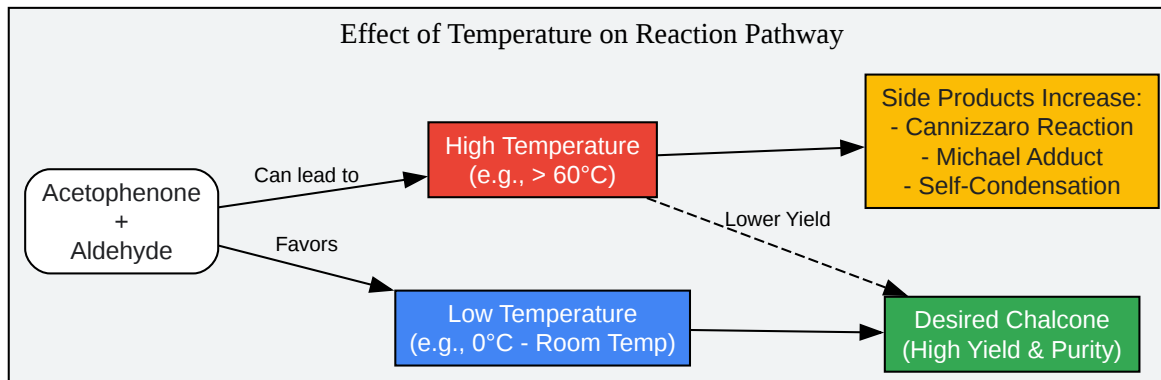 Effect of Temperature on Reaction Pathway
Acetophenone
+
Aldehyde
Can lead to
Favors
High Temperature
(e.g., > 60°C)
Low Temperature
(e.g., 0°C - Room Temp)
Lower Yield
Side Products Increase:
- Cannizzaro Reaction
- Michael Adduct
- Self-Condensation
Desired Chalcone
(High Yield & Purity)